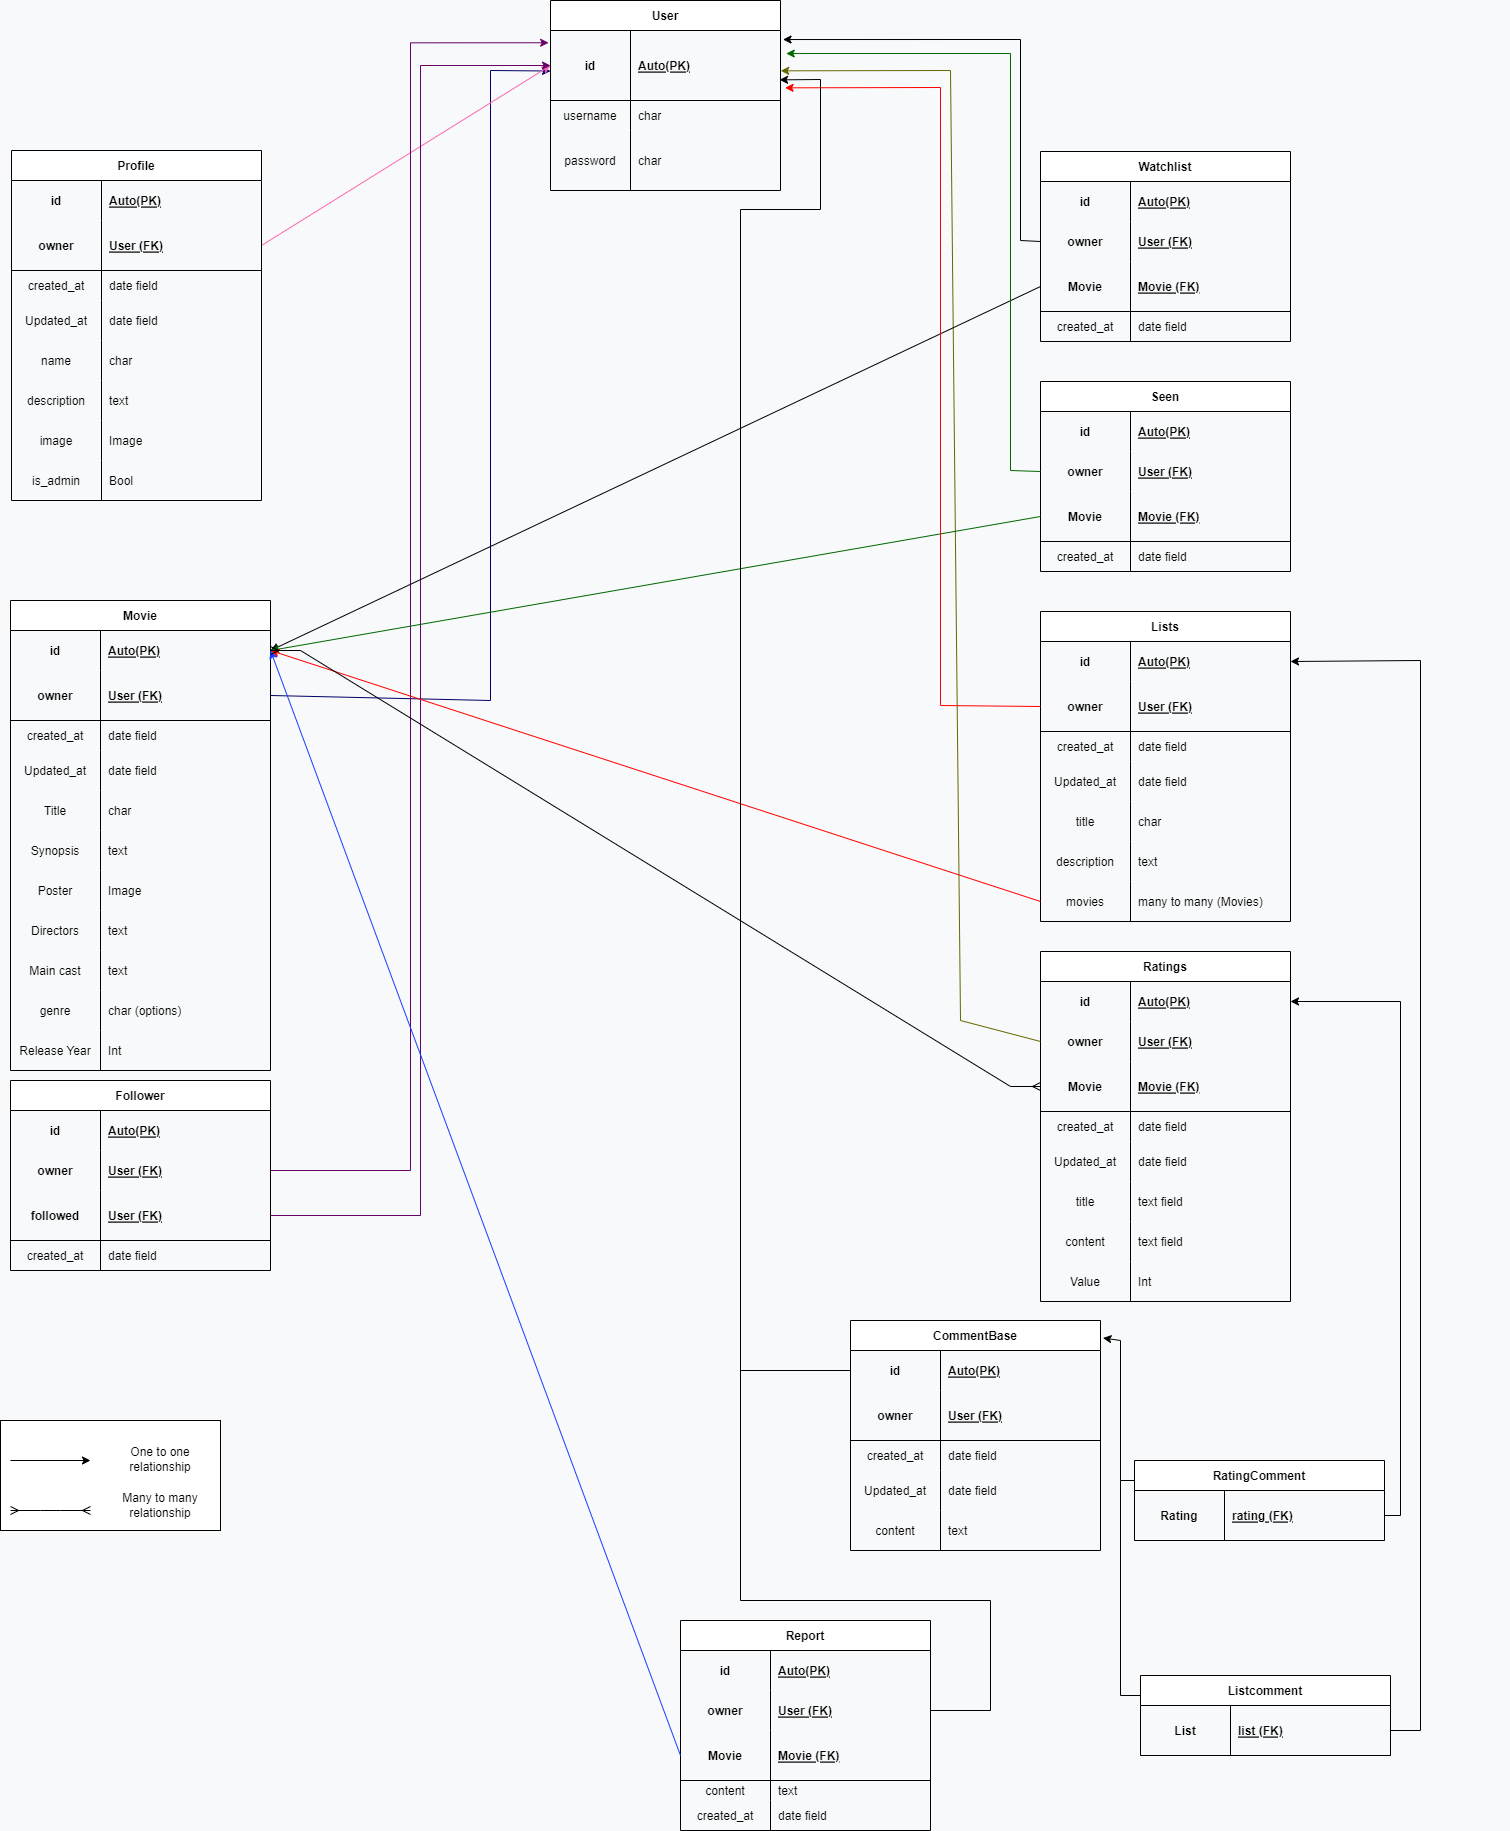 User
id Auto(PK)
username char
password char
Profile
id Auto(PK)
owner User (FK)
created_at date field
Updated_at date field
name char
description text
image Image
is_admin Bool
Watchlist
id Auto(PK)
owner User (FK)
Movie Movie (FK)
created_at date field
Seen
id Auto(PK)
owner User (FK)
Movie Movie (FK)
created_at date field
Movie
id Auto(PK)
owner User (FK)
created_at date field
Updated_at date field
Title char
Synopsis text
Poster Image
Directors text
Main cast text
genre char (options)
Release Year Int
Lists
id Auto(PK)
owner User (FK)
created_at date field
Updated_at date field
title char
description text
movies many to many (Movies)
Ratings
id Auto(PK)
owner User (FK)
Movie Movie (FK)
created_at date field
Updated_at date field
title text field
content text field
Value Int
Follower
id Auto(PK)
owner User (FK)
followed User (FK)
created_at date field
CommentBase
id Auto(PK)
owner User (FK)
created_at date field
Updated_at date field
content text
One to one
relationship
Many to many
relationship
RatingComment
Rating rating (FK)
Report
id Auto(PK)
owner User (FK)
Movie Movie (FK)
content text
created_at date field
Listcomment
List list (FK)